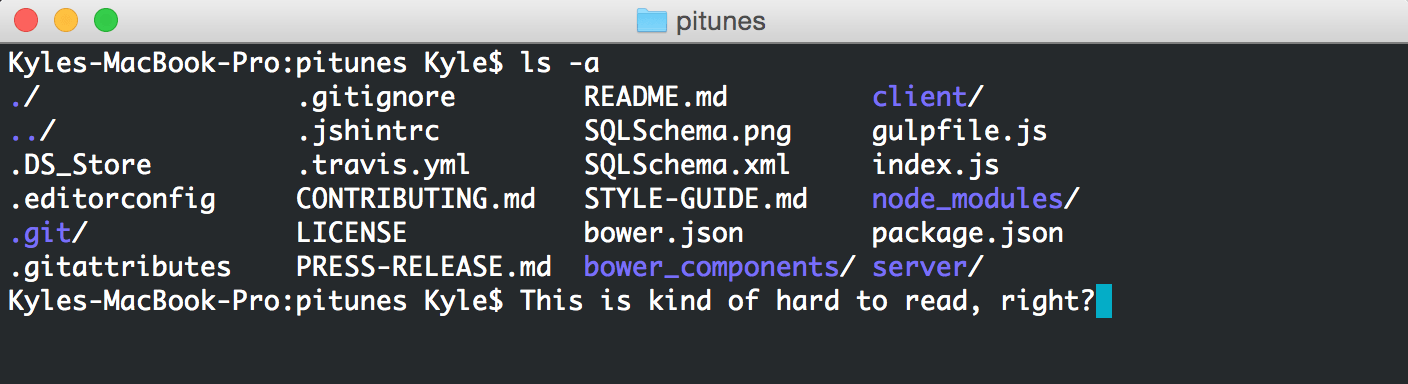 pitunes
Kyles-MacBook-Pro:pitunes Kyle$ ls -a
./ .gitignore README.md client/
../ .jshintrc SQLSchema.png gulpfile.js
.DS_Store .travis.yml SQLSchema.xml index.js
.editorconfig CONTRIBUTING.md STYLE-GUIDE.md node_modules/
.git/ LICENSE bower.json package.json
.gitattributes PRESS-RELEASE.md bower_components/ server/
Kyles-MacBook-Pro:pitunes Kyle$ This is kind of hard to read, right?